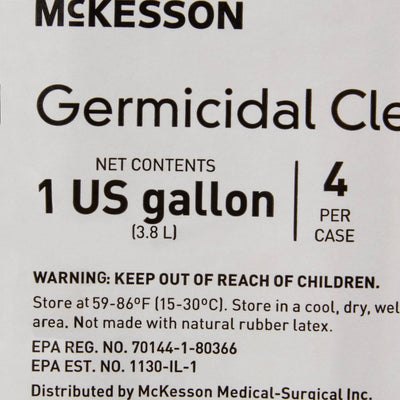 McKESSON
Germicidal Cle
NET CONTENTS
1 US gallon
(3.8 L)
4
PER
CASE
WARNING: KEEP OUT OF REACH OF CHILDREN.
Store at 59-86ºF (15-30ºC). Store in a cool, dry, wel
area. Not made with natural rubber latex.
EPA REG. NO. 70144-1-80366
EPA EST. NO. 1130-IL-1
Distributed by McKesson Medical-Surgical Inc.